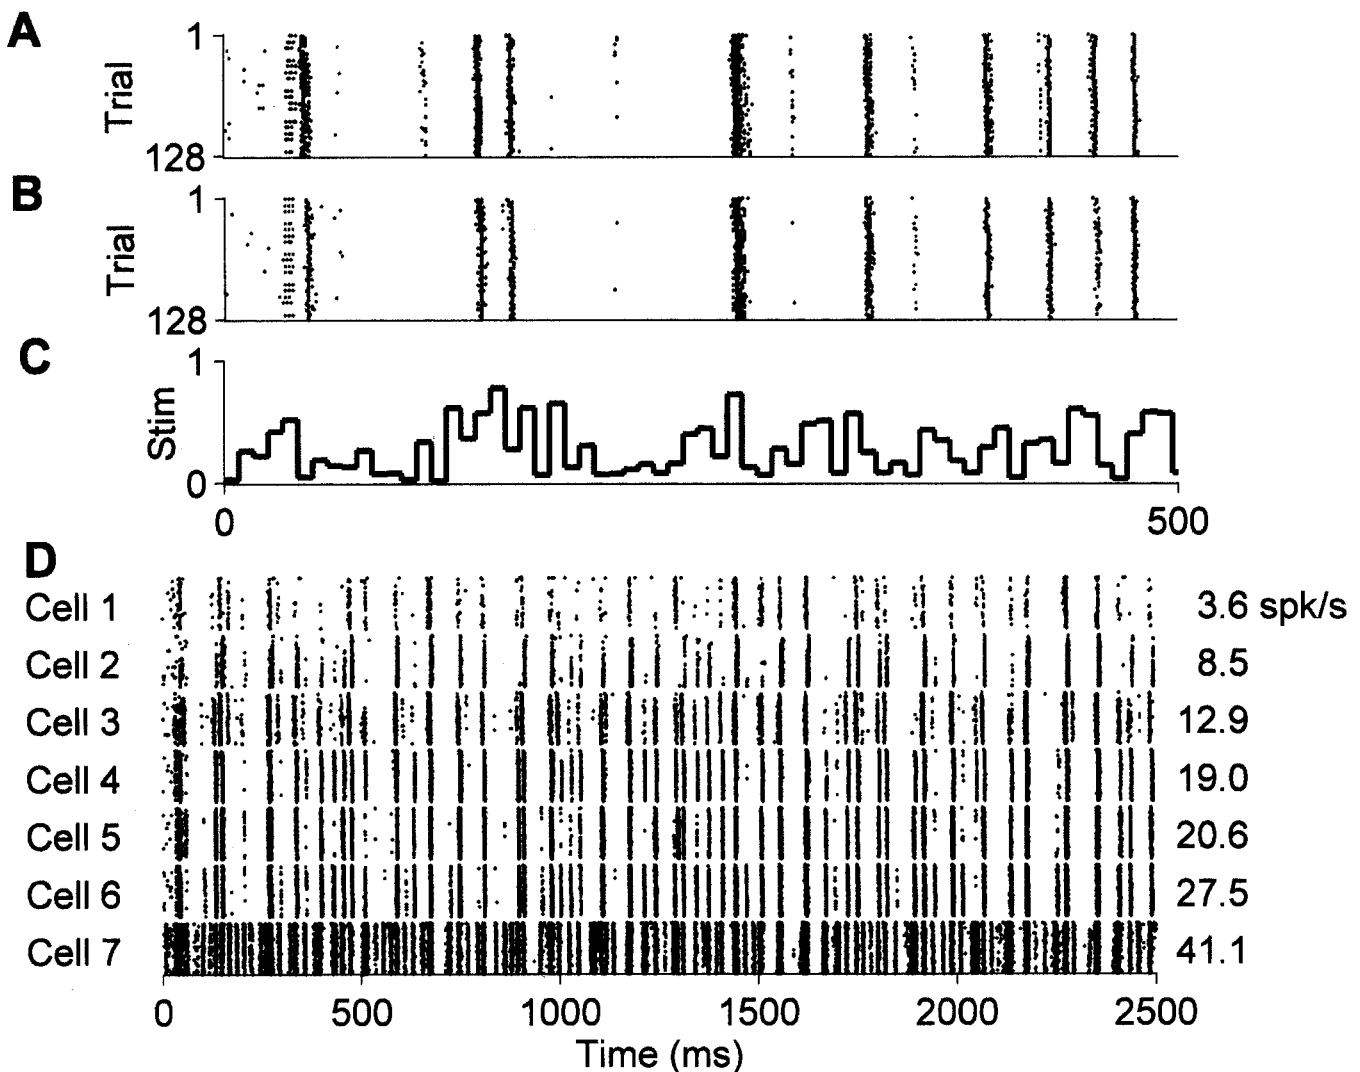 A
1
Trial
128
B
1
Trial
128
C
1
Stim
0
0 500
D
Cell 1 3.6 spk/s
Cell 2 8.5
Cell 3 12.9
Cell 4 19.0
Cell 5 20.6
Cell 6 27.5
Cell 7 41.1
0 500 1000 1500 2000 2500
Time (ms)